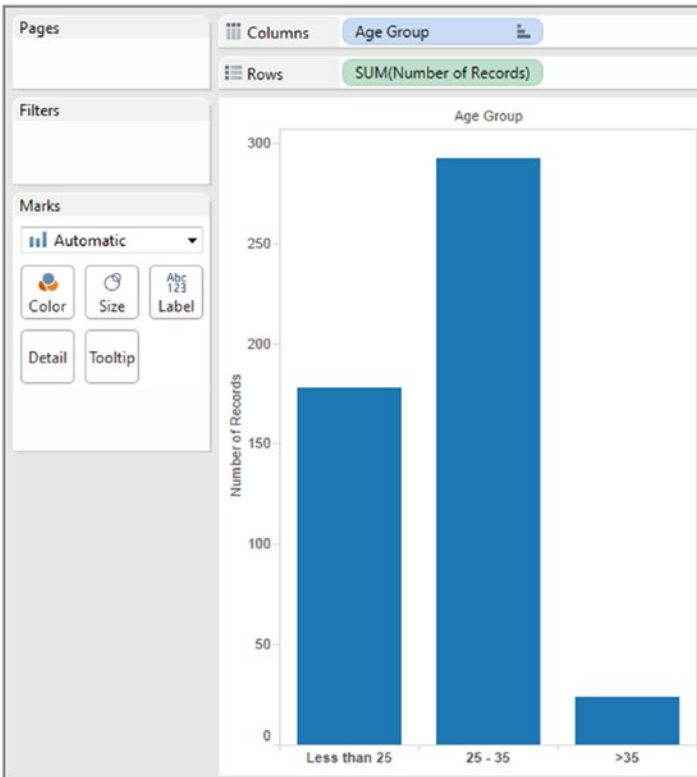 Pages
Columns
Age Group
Rows
SUM(Number of Records)
Filters
Marks
Automatic
Color
Size
Abc
123
Label
Detail
Tooltip
Age Group
Number of Records
300
250
200
150
100
50
0
Less than 25
25 - 35
>35